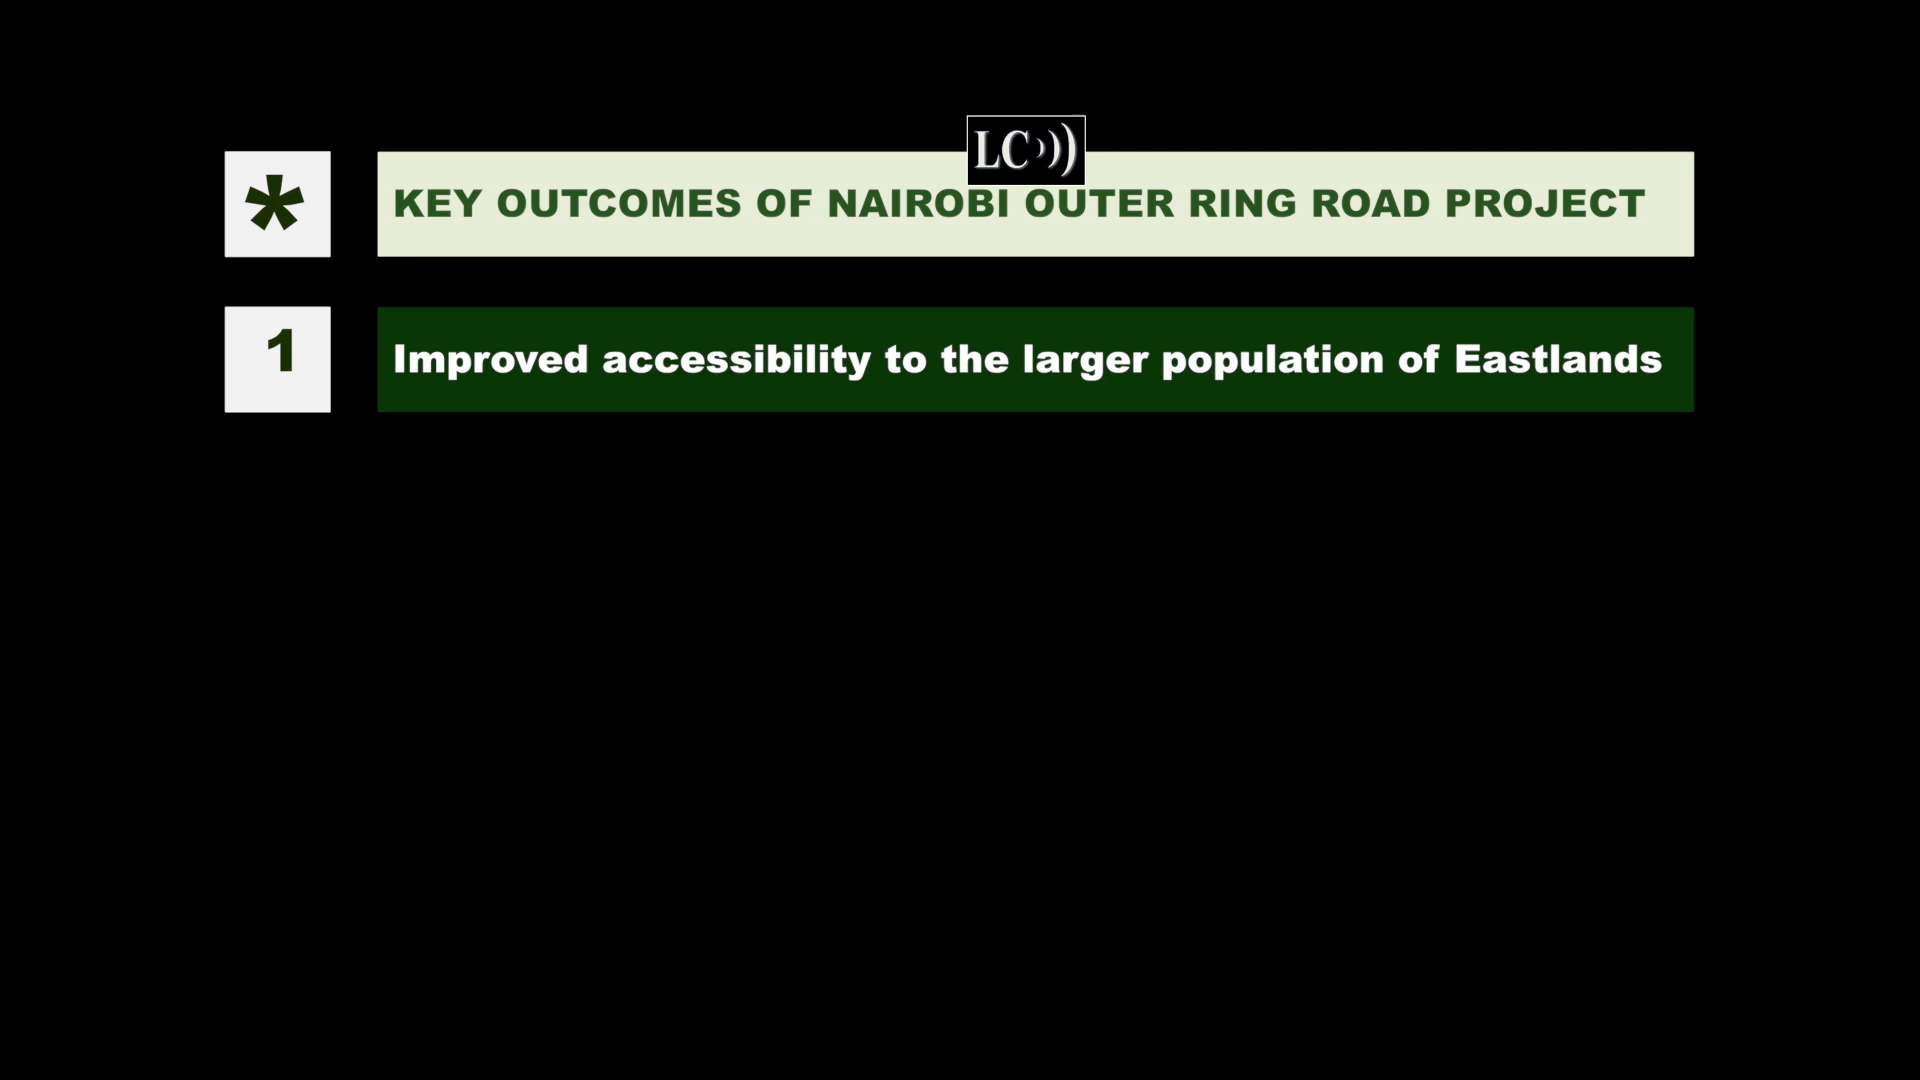 LC
* KEY OUTCOMES OF NAIROBI OUTER RING ROAD PROJECT
1 Improved accessibility to the larger population of Eastlands